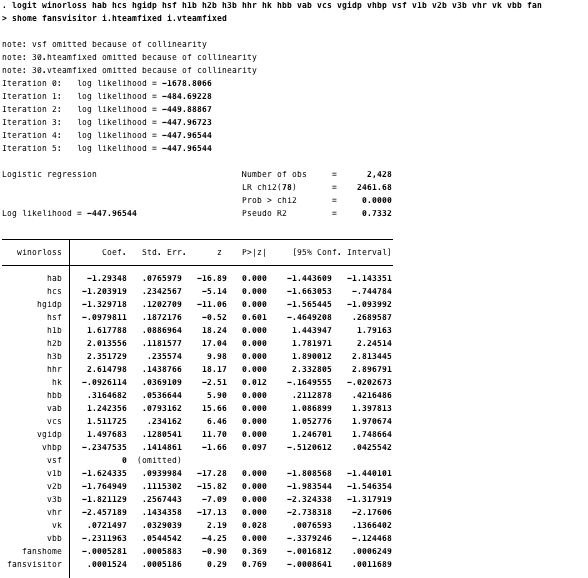 . logit winorloss hab hcs hgidp hsf h1b h2b h3b hhr hk hbb vab vcs vgidp vhbp vsf v1b v2b v3b vhr vk vbb fan
> shome fansvisitor i.hteamfixed i.vteamfixed
note: vsf omitted because of collinearity
note: 30.hteamfixed omitted because of collinearity
note: 30.vteamfixed omitted because of collinearity
Iteration 0: log likelihood = -1678.8066
Iteration 1: log likelihood = -484.69228
Iteration 2: log likelihood = -449.88867
Iteration 3: log likelihood = -447.96723
Iteration 4: log likelihood = -447.96544
Iteration 5: log likelihood = -447.96544
Logistic regression Number of obs = 2,428
LR chi2(78) = 2461.68
Prob > chi2 = 0.0000
Log likelihood = -447.96544 Pseudo R2 = 0.7332
winorloss Coef. Std. Err. z P>|z| [95% Conf. Interval]
hab -1.29348 .0765979 -16.89 0.000 -1.443609 -1.143351
hcs -1.203919 .2342567 -5.14 0.000 -1.663053 -.744784
hgidp -1.329718 .1202709 -11.06 0.000 -1.565445 -1.093992
hsf -.0979811 .1872176 -0.52 0.601 -.4649208 .2689587
h1b 1.617788 .0886964 18.24 0.000 1.443947 1.79163
h2b 2.013556 .1181577 17.04 0.000 1.781971 2.24514
h3b 2.351729 .235574 9.98 0.000 1.890012 2.813445
hhr 2.614798 .1438766 18.17 0.000 2.332805 2.896791
hk -.0926114 .0369109 -2.51 0.012 -.1649555 -.0202673
hbb .3164682 .0536644 5.90 0.000 .2112878 .4216486
vab 1.242356 .0793162 15.66 0.000 1.086899 1.397813
vcs 1.511725 .234162 6.46 0.000 1.052776 1.970674
vgidp 1.497683 .1280541 11.70 0.000 1.246701 1.748664
vhbp -.2347535 .1414861 -1.66 0.097 -.5120612 .0425542
vsf 0 (omitted)
v1b -1.624335 .0939984 -17.28 0.000 -1.808568 -1.440101
v2b -1.764949 .1115302 -15.82 0.000 -1.983544 -1.546354
v3b -1.821129 .2567443 -7.09 0.000 -2.324338 -1.317919
vhr -2.457189 .1434358 -17.13 0.000 -2.738318 -2.17606
vk .0721497 .0329039 2.19 0.028 .0076593 .1366402
vbb -.2311963 .0544542 -4.25 0.000 -.3379246 -.124468
fanshome -.0005281 .0005883 -0.90 0.369 -.0016812 .0006249
fansvisitor .0001524 .0005186 0.29 0.769 -.0008641 .0011689